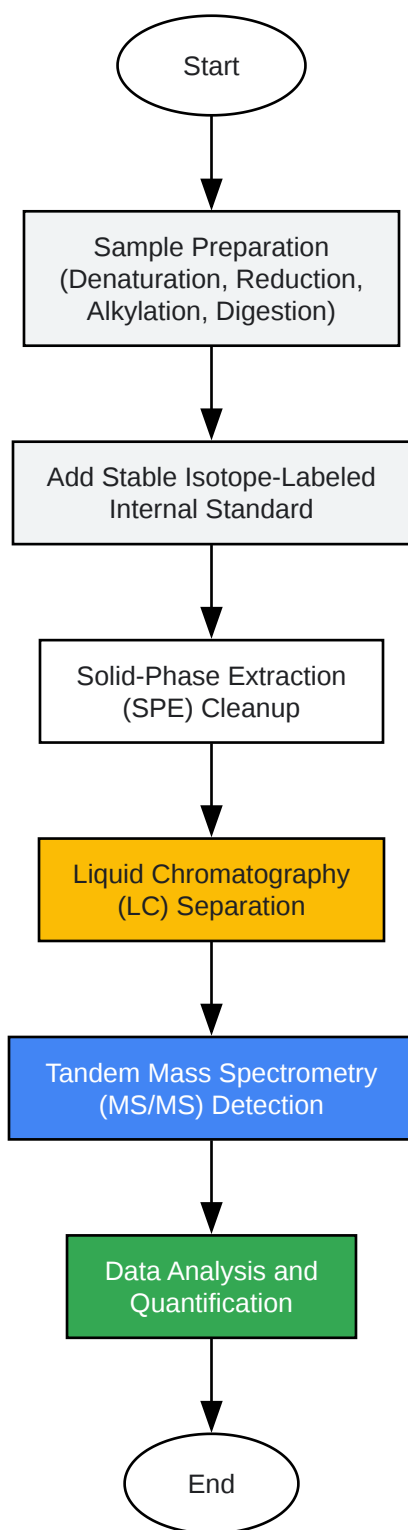 Start
Sample Preparation
(Denaturation, Reduction,
Alkylation, Digestion)
Add Stable Isotope-Labeled
Internal Standard
Solid-Phase Extraction
(SPE) Cleanup
Liquid Chromatography
(LC) Separation
Tandem Mass Spectrometry
(MS/MS) Detection
Data Analysis and
Quantification
End